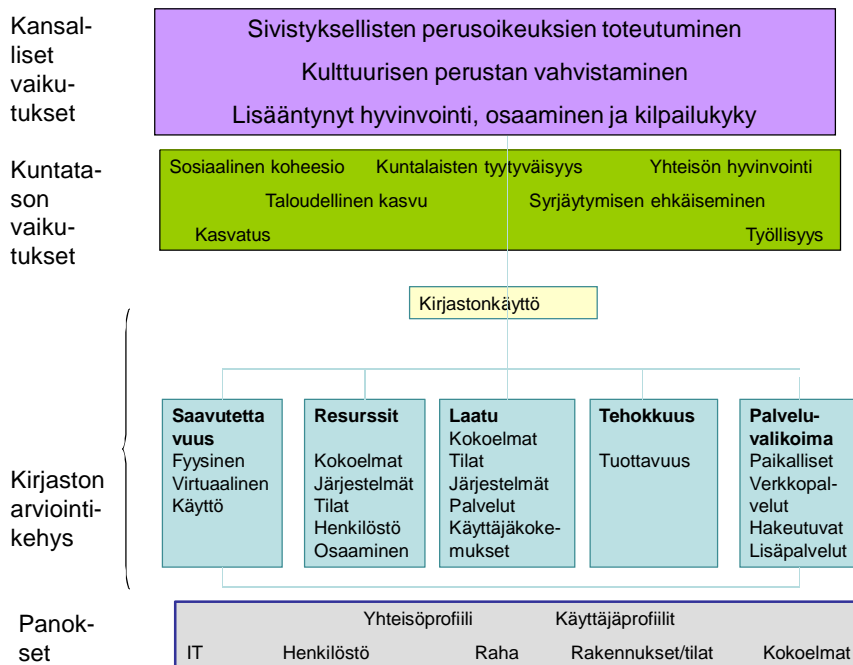 Kansal-
liset
vaiku-
tukset
Sivistyksellisten perusoikeuksien toteutuminen
Kulttuurisen perustan vahvistaminen
Lisääntynyt hyvinvointi, osaaminen ja kilpailukyky
Kuntata-
son
vaiku-
tukset
Sosiaalinen koheesio Kuntalaisten tyytyväisyys Yhteisön hyvinvointi
Taloudellinen kasvu Syrjäytymisen ehkäiseminen
Kasvatus Työllisyys
Kirjastonkäyttö
Kirjaston
arviointi-
kehys
Saavutetta
vuus
Fyysinen
Virtuaalinen
Käyttö
Resurssit
Kokoelmat
Järjestelmät
Tilat
Henkilöstö
Osaaminen
Laatu
Kokoelmat
Tilat
Järjestelmät
Palvelut
Käyttäjäkoke-
mukset
Tehokkuus
Tuottavuus
Palvelu-
valikoima
Paikalliset
Verkkopal-
velut
Hakeutuvat
Lisäpalvelut
Panok-
set
Yhteisöprofiili Käyttäjäprofiilit
IT Henkilöstö Raha Rakennukset/tilat Kokoelmat